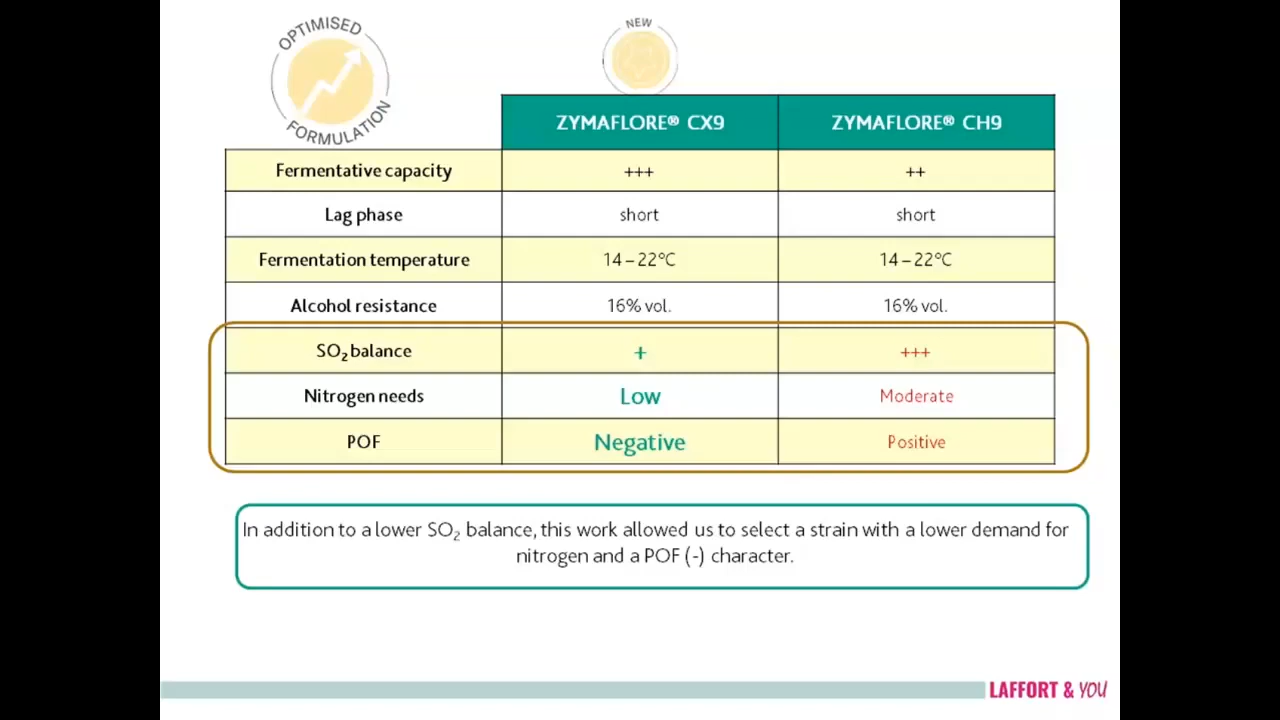 OPTIMISED
FORMULATION
NEW
ZYMAFLORE® CX9 ZYMAFLORE® CH9
Fermentative capacity +++ ++
Lag phase short short
Fermentation temperature 14 – 22°C 14 – 22°C
Alcohol resistance 16% vol. 16% vol.
SO₂ balance + +++
Nitrogen needs Low Moderate
POF Negative Positive
In addition to a lower SO₂ balance, this work allowed us to select a strain with a lower demand for
nitrogen and a POF (-) character.
LAFFORT & YOU